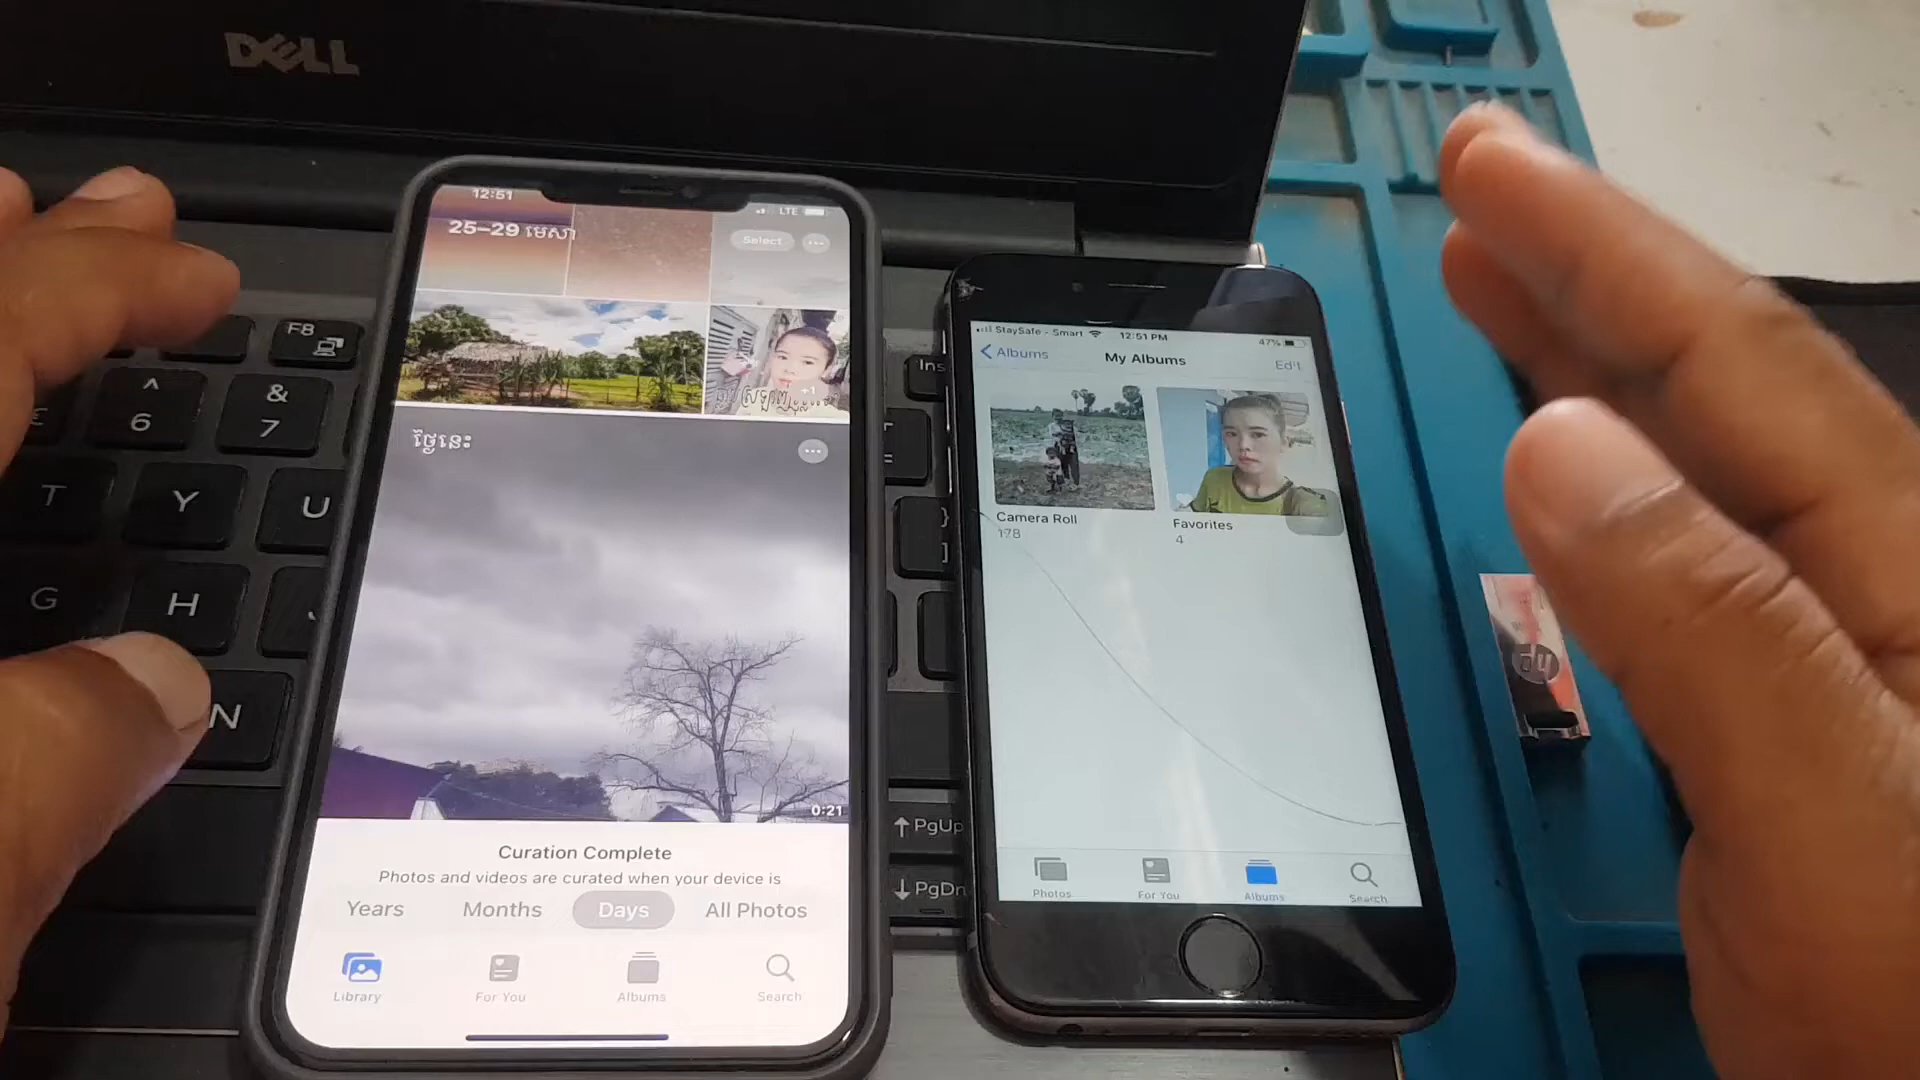 DELL
F8
^
6
&
7
T
Y
U
G
H
N
Ins
PgUp
PgDn
12:51
LTE
25–29 មេសា
Select
+1
ថ្ងៃនេះ
0:21
Curation Complete
Photos and videos are curated when your device is
Years
Months
Days
All Photos
Library
For You
Albums
Search
StaySafe - Smart
12:51 PM
47%
Albums
My Albums
Edit
Camera Roll
178
Favorites
4
Photos
For You
Albums
Search
hp